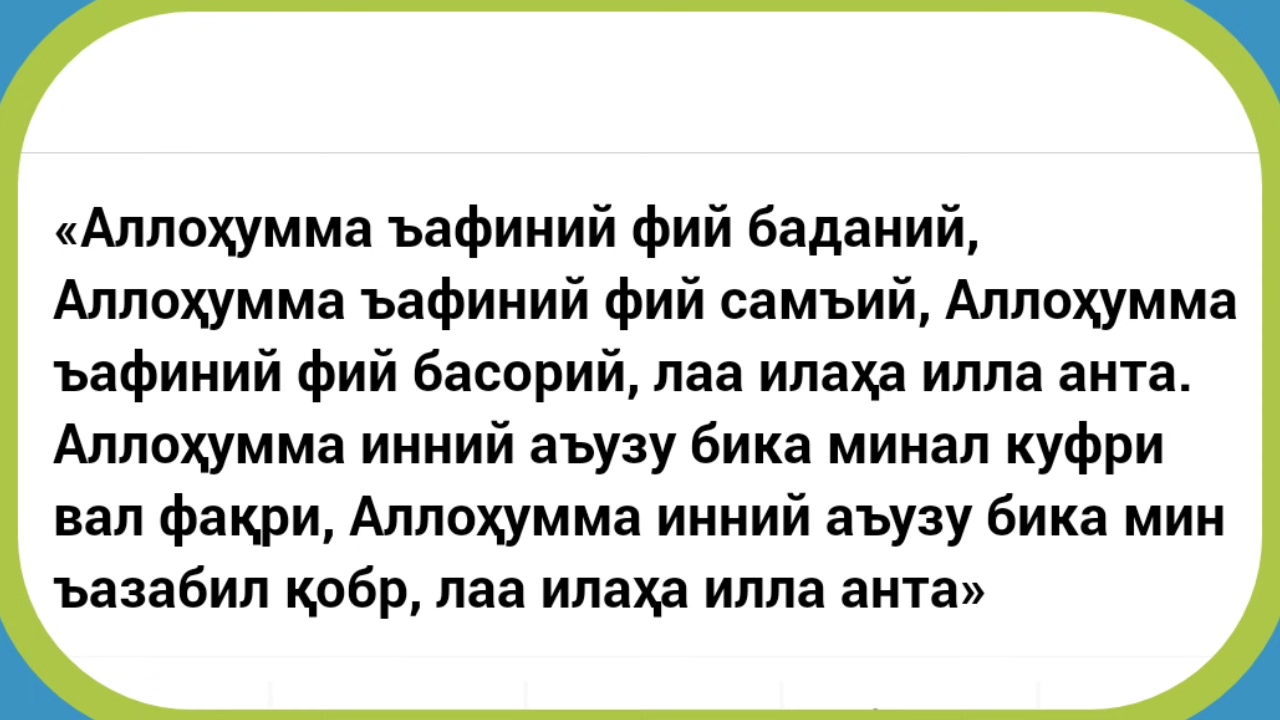 «Аллоҳумма ъафиний фий баданий,
Аллоҳумма ъафиний фий самъий, Аллоҳумма
ъафиний фий басорий, лаа илаҳа илла анта.
Аллоҳумма инний аъузу бика минал куфри
вал фақри, Аллоҳумма инний аъузу бика мин
ъазабил қобр, лаа илаҳа илла анта»